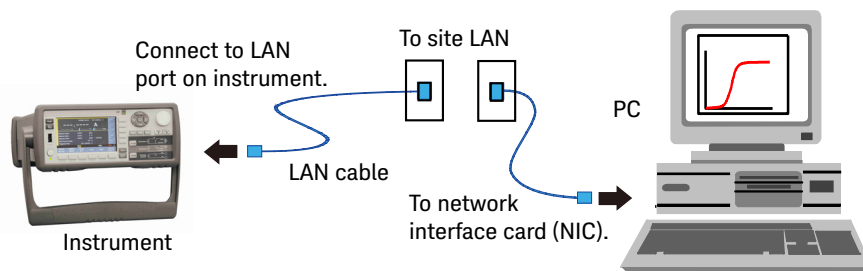 Connect to LAN
port on instrument.
To site LAN
PC
LAN cable
To network
interface card (NIC).
Instrument